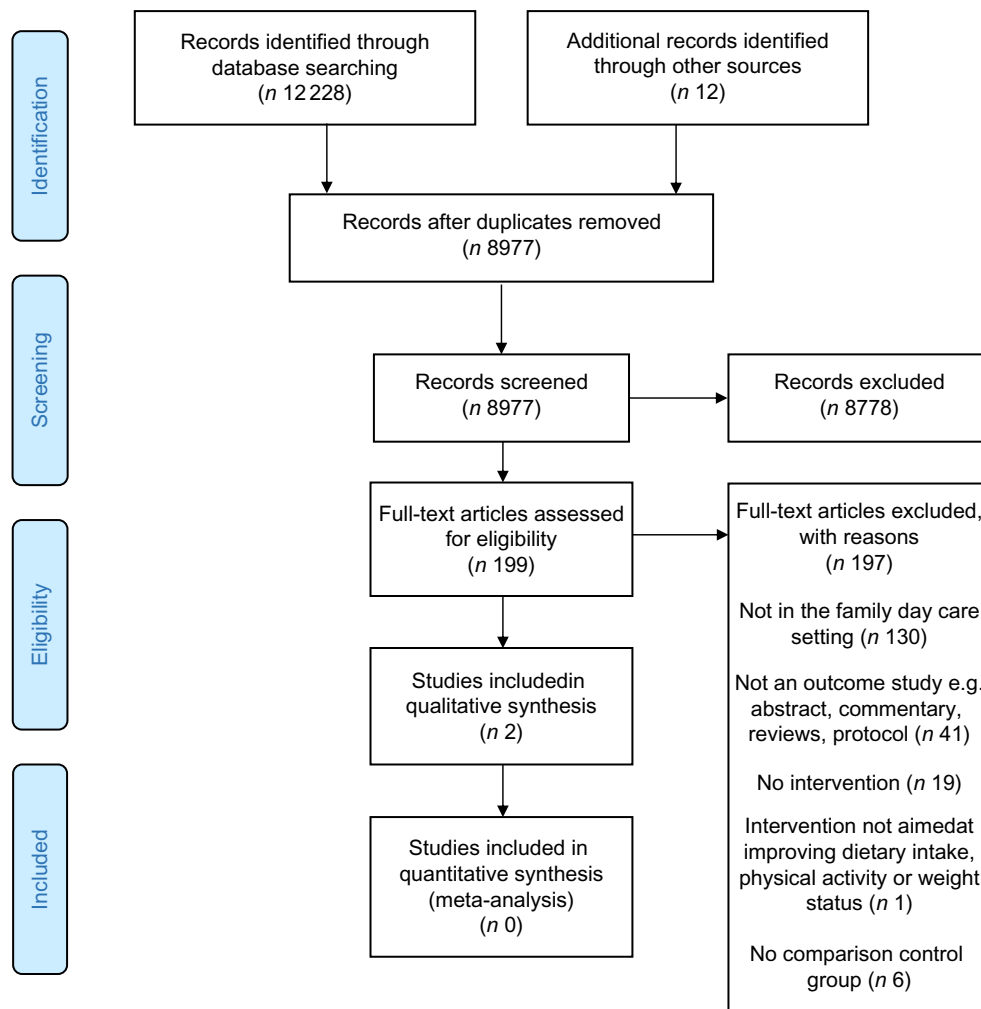 Identification
Records identified through
database searching
(n 12 228)
Additional records identified
through other sources
(n 12)
Records after duplicates removed
(n 8977)
Screening
Records screened
(n 8977)
Records excluded
(n 8778)
Eligibility
Full-text articles assessed
for eligibility
(n 199)
Full-text articles excluded,
with reasons
(n 197)
Not in the family day care
setting (n 130)
Not an outcome study e.g.
abstract, commentary,
reviews, protocol (n 41)
No intervention (n 19)
Intervention not aimedat
improving dietary intake,
physical activity or weight
status (n 1)
No comparison control
group (n 6)
Studies includedin
qualitative synthesis
(n 2)
Included
Studies included in
quantitative synthesis
(meta-analysis)
(n 0)